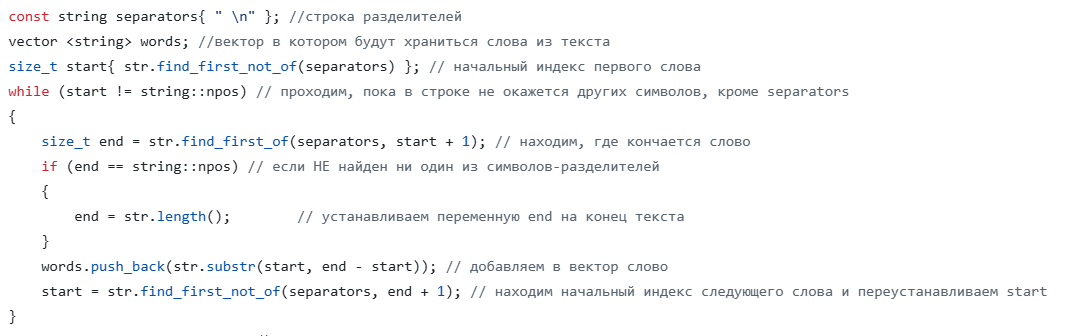 const string separators{ " \n" }; //строка разделителей
vector <string> words; //вектор в котором будут храниться слова из текста
size_t start{ str.find_first_not_of(separators) }; // начальный индекс первого слова
while (start != string::npos) // проходим, пока в строке не окажется других символов, кроме separators
{
    size_t end = str.find_first_of(separators, start + 1); // находим, где кончается слово
    if (end == string::npos) // если НЕ найден ни один из символов-разделителей
    {
        end = str.length();        // устанавливаем переменную end на конец текста
    }
    words.push_back(str.substr(start, end - start)); // добавляем в вектор слово
    start = str.find_first_not_of(separators, end + 1); // находим начальный индекс следующего слова и переустанавливаем start
}